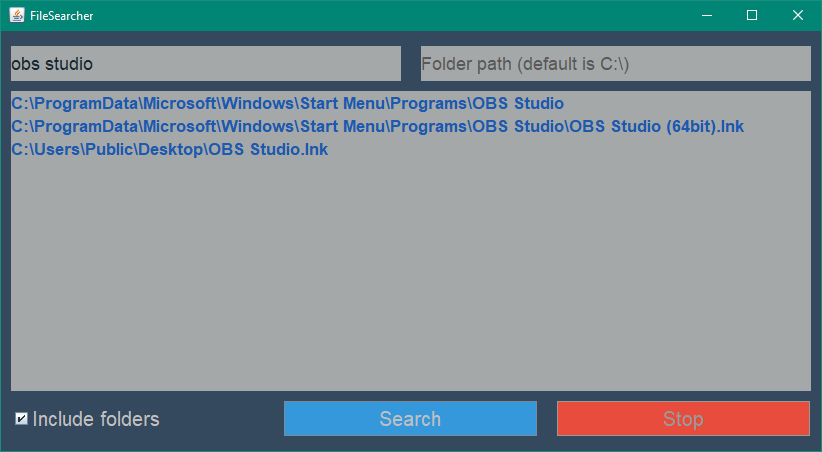 FileSearcher
obs studio
Folder path (default is C:\)
C:\ProgramData\Microsoft\Windows\Start Menu\Programs\OBS Studio
C:\ProgramData\Microsoft\Windows\Start Menu\Programs\OBS Studio\OBS Studio (64bit).lnk
C:\Users\Public\Desktop\OBS Studio.lnk
Include folders
Search
Stop